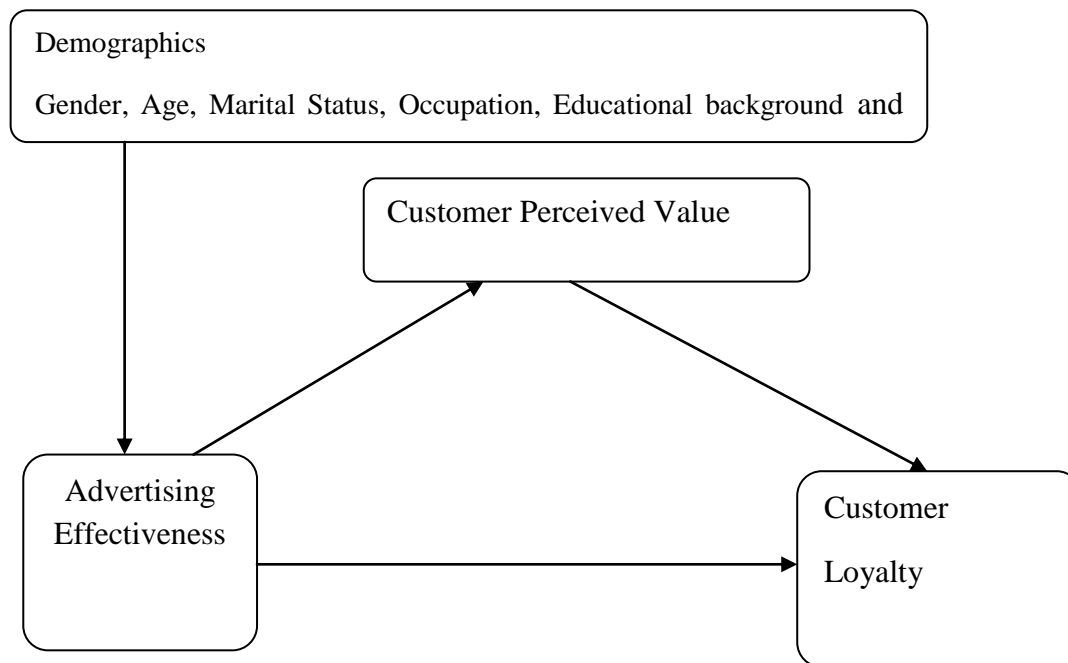 Demographics
Gender, Age, Marital Status, Occupation, Educational background and
Customer Perceived Value
Advertising
Effectiveness
Customer
Loyalty